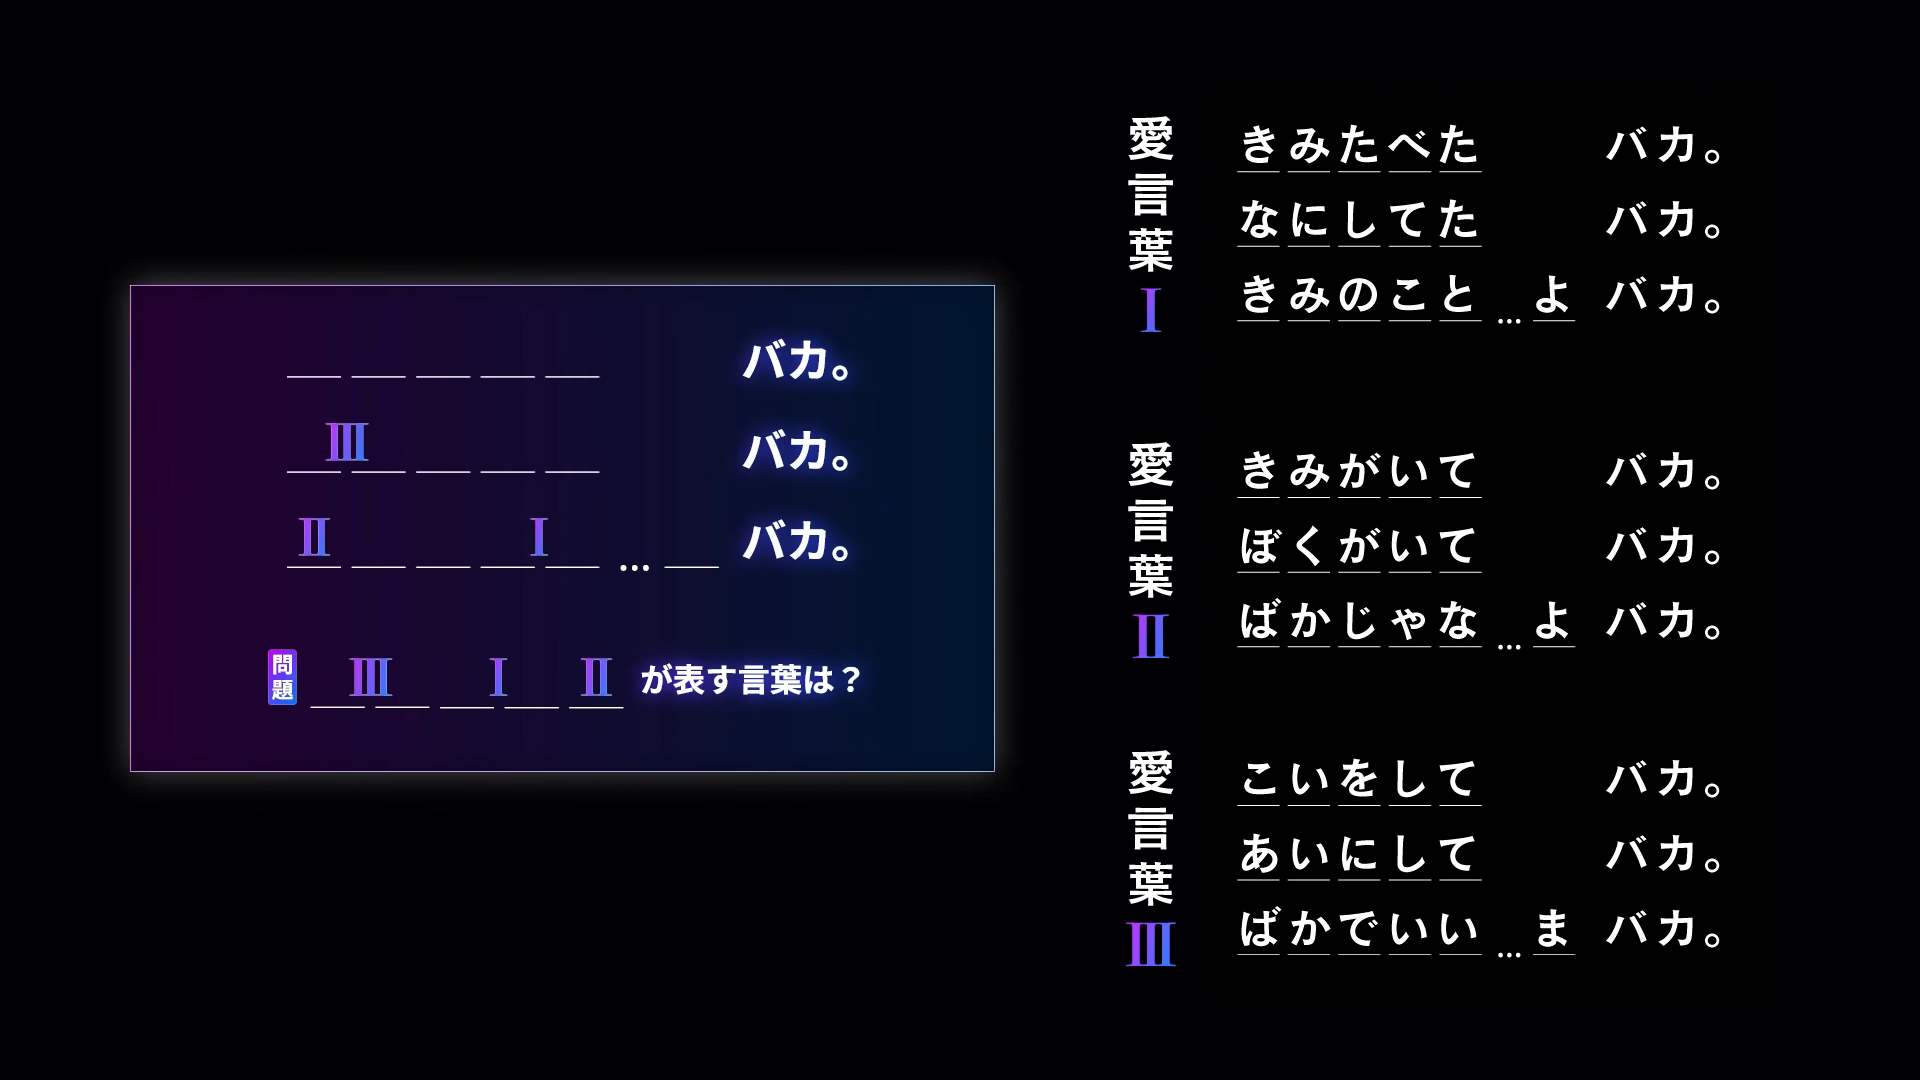 バカ。
Ⅲ バカ。
Ⅱ Ⅰ … バカ。
問題 Ⅲ Ⅰ Ⅱ が表す言葉は？
愛言葉Ⅰ
きみたべた バカ。
なにしてた バカ。
きみのこと…よ バカ。
愛言葉Ⅱ
きみがいて バカ。
ぼくがいて バカ。
ばかじゃな…よ バカ。
愛言葉Ⅲ
こいをして バカ。
あいにして バカ。
ばかでいい…ま バカ。